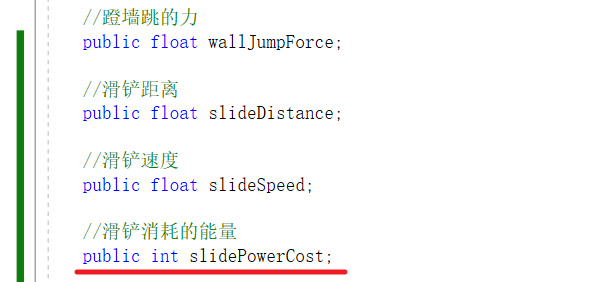 //蹬墙跳的力
public float wallJumpForce;
//滑铲距离
public float slideDistance;
//滑铲速度
public float slideSpeed;
//滑铲消耗的能量
public int slidePowerCost;